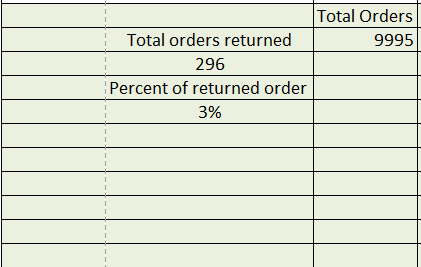 Total Orders
Total orders returned 9995
296
Percent of returned order
3%